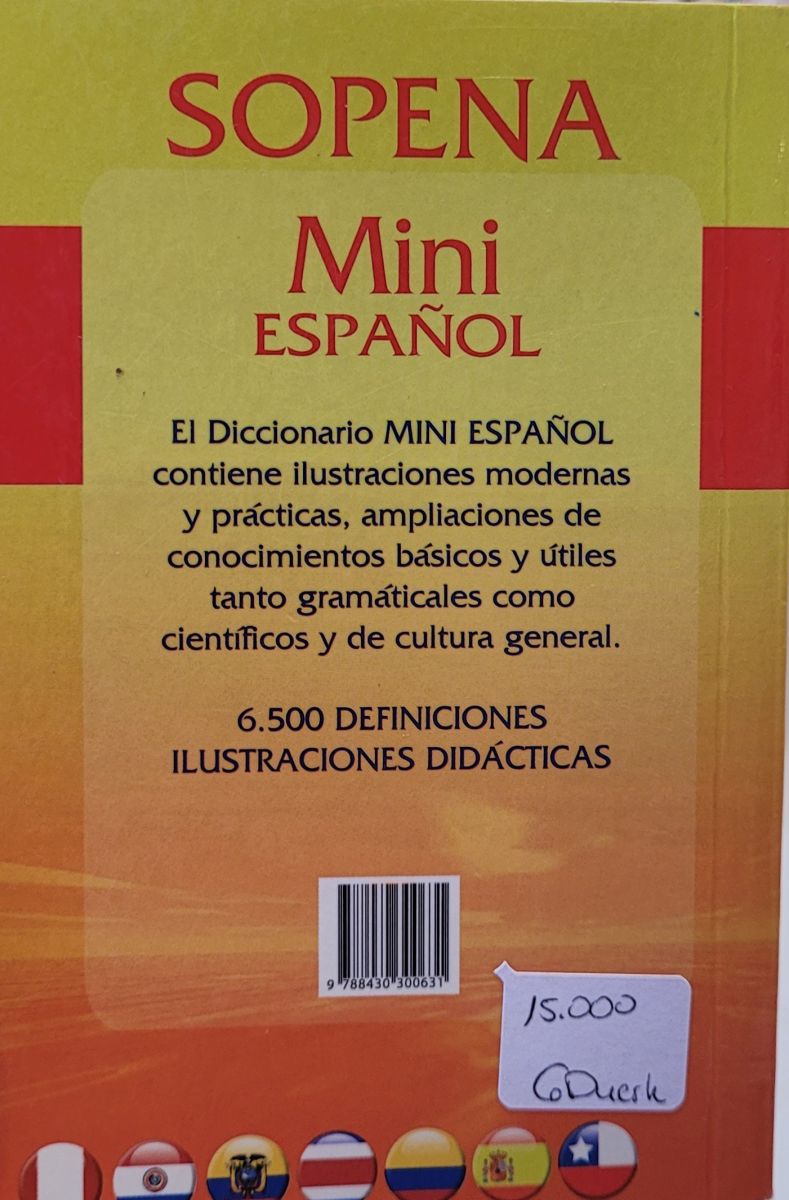 SOPENA
Mini
ESPAÑOL
El Diccionario MINI ESPAÑOL
contiene ilustraciones modernas
y prácticas, ampliaciones de
conocimientos básicos y útiles
tanto gramáticales como
científicos y de cultura general.
6.500 DEFINICIONES
ILUSTRACIONES DIDÁCTICAS
9 788430 300631
15.000